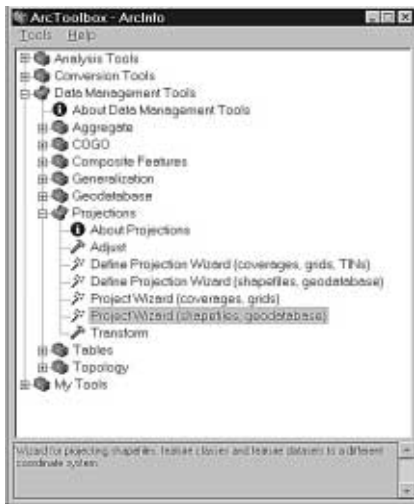 ArcToolbox - ArcInfo
Tools Help
Analysis Tools
Conversion Tools
Data Management Tools
About Data Management Tools
Aggregate
COGO
Composite Features
Generalization
Geodatabase
Projections
About Projections
Adjust
Define Projection Wizard (coverages, grids, TINs)
Define Projection Wizard (shapefiles, geodatabase)
Project Wizard (coverages, grids)
Project Wizard (shapefiles, geodatabase)
Transform
Tables
Topology
My Tools
Wizard for projecting shapefiles, feature classes and feature datasets to a different
coordinate system